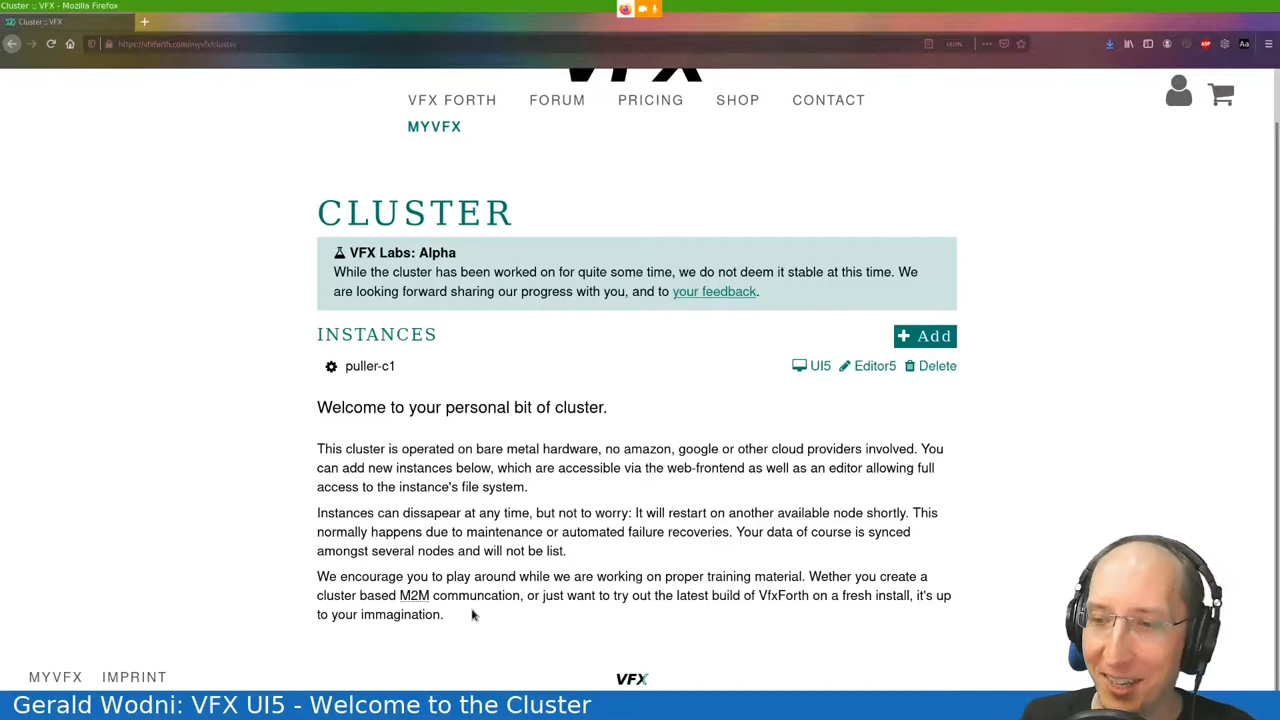 Cluster :; VFX - Mozilla Firefox
Cluster :; VFX
https://vfxforth.com/myvfx/cluster
ABP
Aa
VFX
VFX FORTH FORUM PRICING SHOP CONTACT
MYVFX
CLUSTER
VFX Labs: Alpha
While the cluster has been worked on for quite some time, we do not deem it stable at this time. We
are looking forward sharing our progress with you, and to your feedback.
INSTANCES + Add
puller-c1 UI5 Editor5 Delete
Welcome to your personal bit of cluster.
This cluster is operated on bare metal hardware, no amazon, google or other cloud providers involved. You
can add new instances below, which are accessible via the web-frontend as well as an editor allowing full
access to the instance's file system.
Instances can dissapear at any time, but not to worry: It will restart on another available node shortly. This
normally happens due to maintenance or automated failure recoveries. Your data of course is synced
amongst several nodes and will not be list.
We encourage you to play around while we are working on proper training material. Wether you create a
cluster based M2M communcation, or just want to try out the latest build of VfxForth on a fresh install, it's up
to your immagination.
MYVFX IMPRINT VFX
Gerald Wodni: VFX UI5 - Welcome to the Cluster